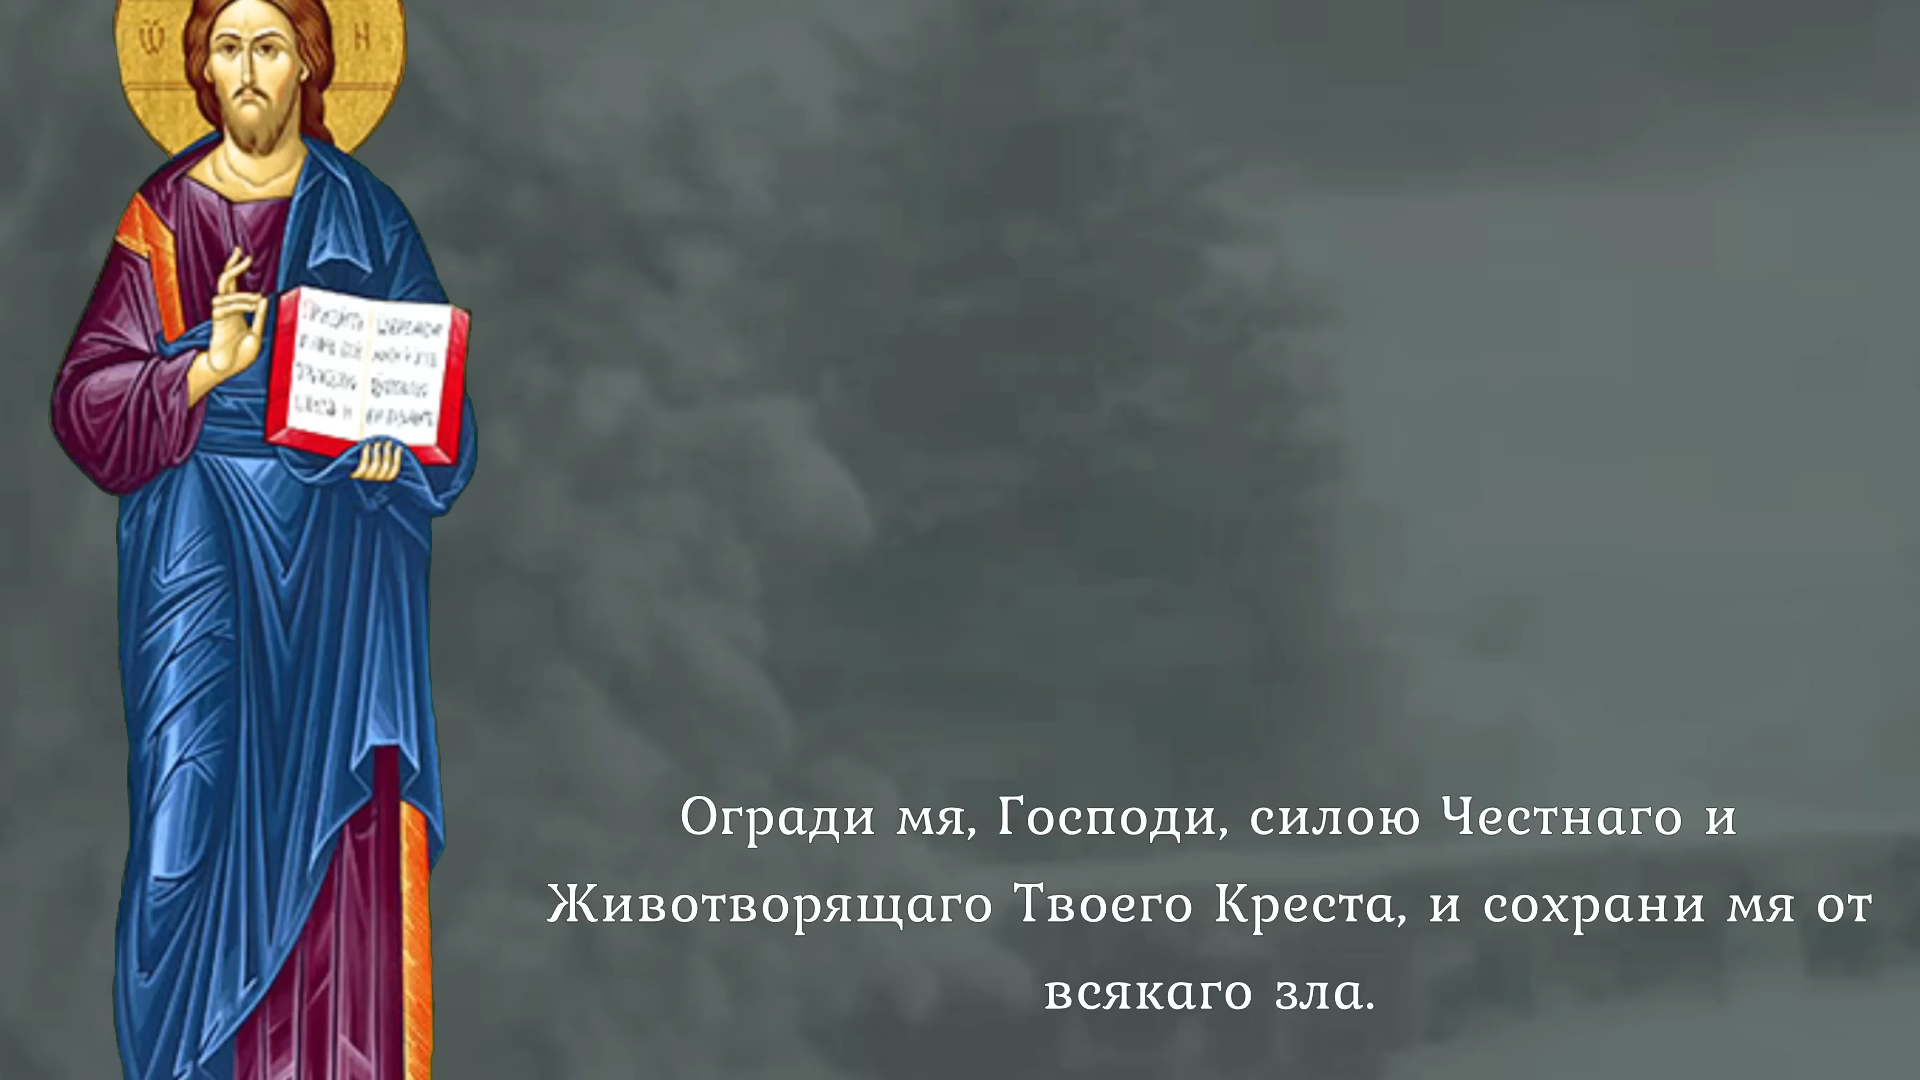 Ѿ Н
Огради мя, Господи, силою Честнаго и
Животворящаго Твоего Креста, и сохрани мя от
всякаго зла.